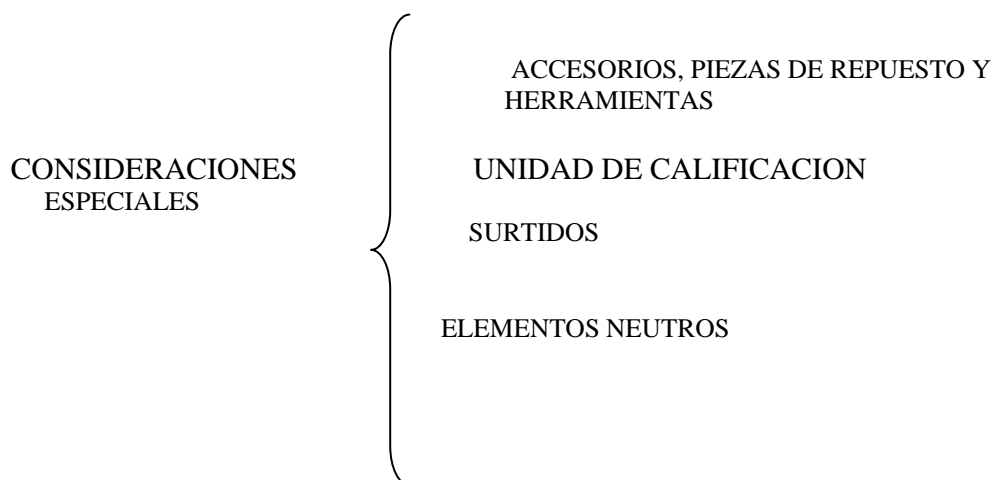 ACCESORIOS, PIEZAS DE REPUESTO Y
HERRAMIENTAS
CONSIDERACIONES
ESPECIALES
UNIDAD DE CALIFICACION
SURTIDOS
ELEMENTOS NEUTROS